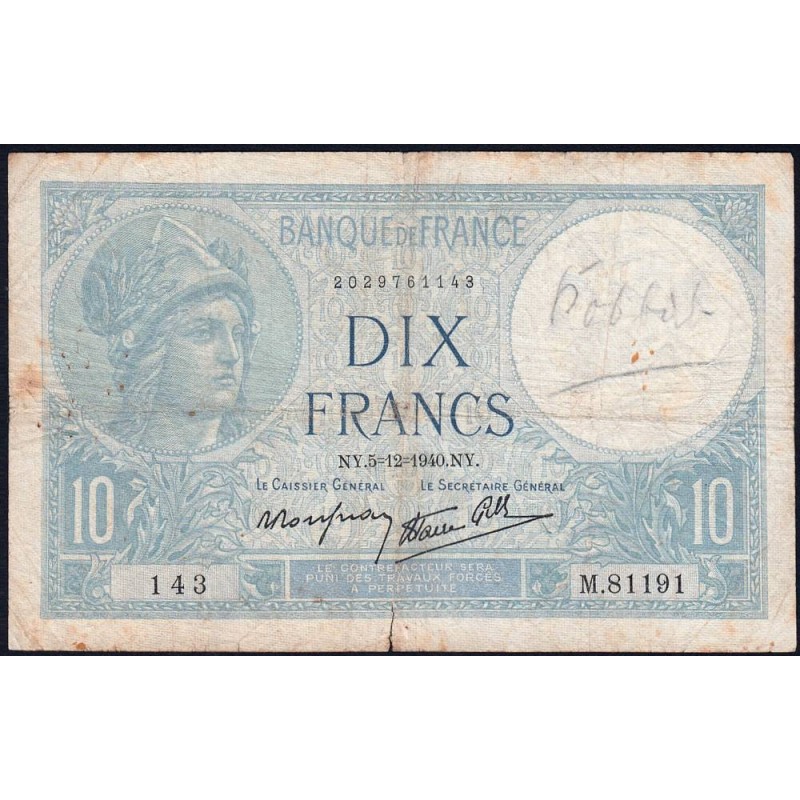 BANQUE DE FRANCE
2029761143
DIX
FRANCS
NY.5=12=1940.NY.
LE CAISSIER GÉNÉRAL LE SECRÉTAIRE GÉNÉRAL
10 10
LE CONTREFACTEUR SERA
PUNI DES TRAVAUX FORCÉS
À PERPÉTUITÉ
143 M.81191